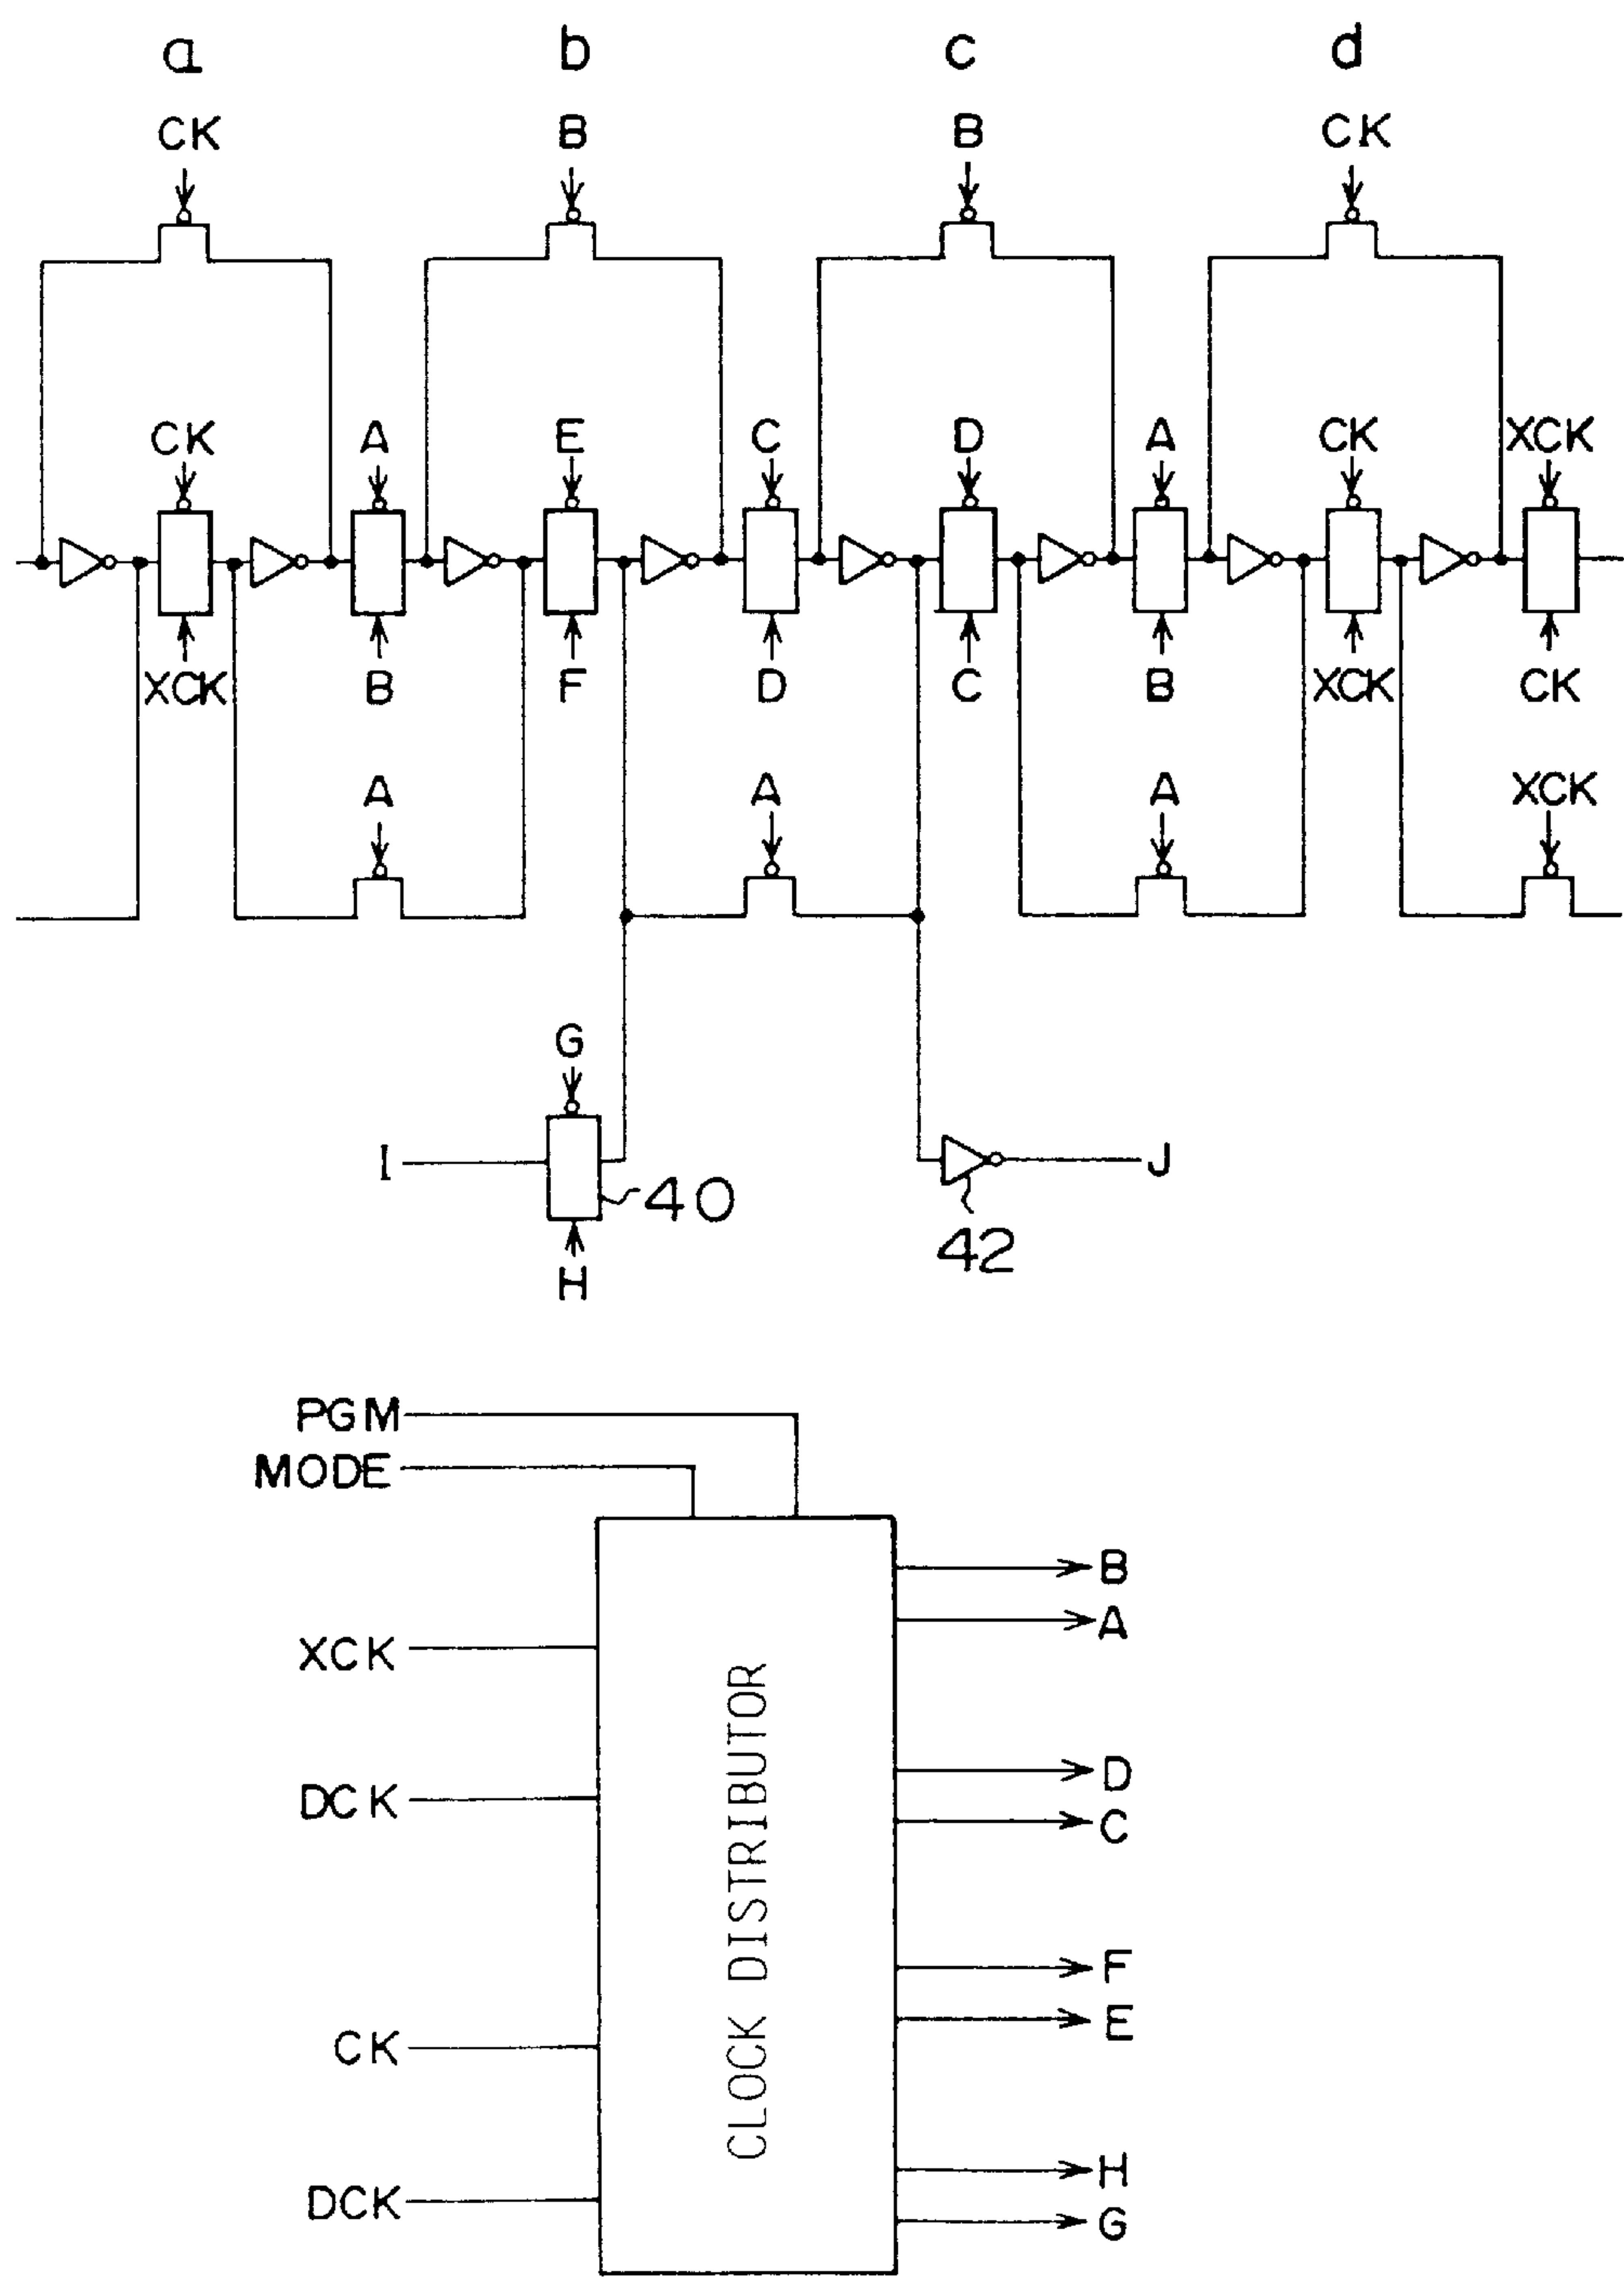 a b c d
CK B B CK
CK A E C D A CK XCK
XCK B F D C B XCK CK
A A A XCK
G
I 40 J
42
H
PGM
MODE
B
A
XCK
D
DCK
C
CLOCK DISTRIBUTOR
F
E
CK
H
DCK
G